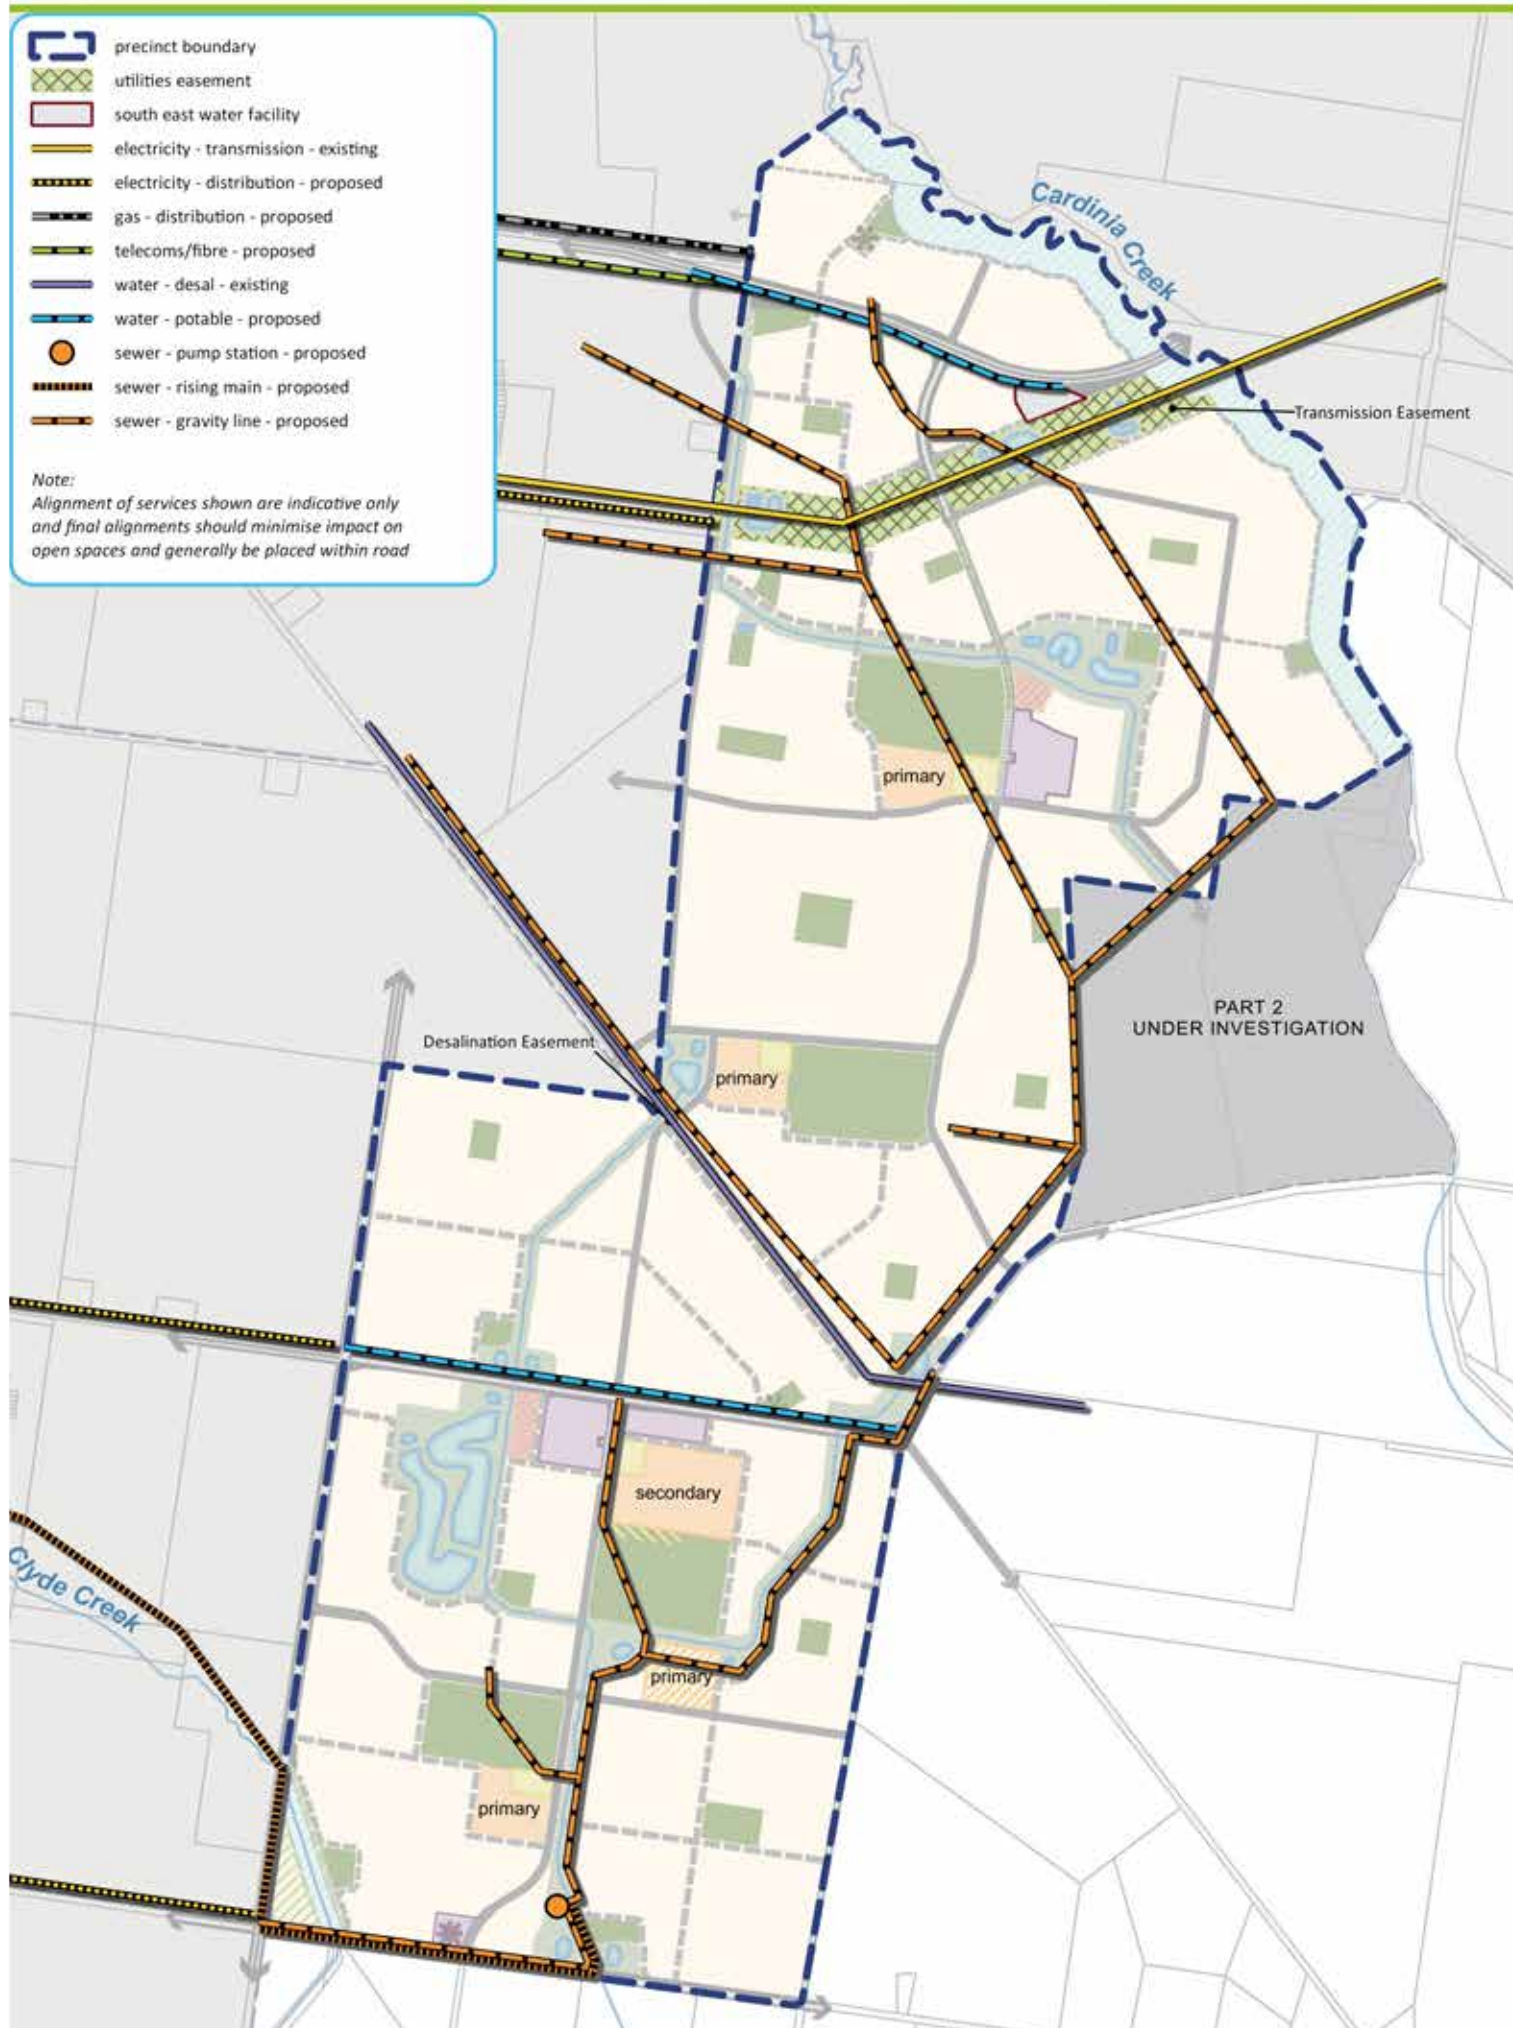 precinct boundary
utilities easement
south east water facility
electricity - transmission - existing
electricity - distribution - proposed
gas - distribution - proposed
telecoms/fibre - proposed
water - desal - existing
water - potable - proposed
sewer - pump station - proposed
sewer - rising main - proposed
sewer - gravity line - proposed
Note:
Alignment of services shown are indicative only
and final alignments should minimise impact on
open spaces and generally be placed within road
Cardinia Creek
Transmission Easement
primary
PART 2
UNDER INVESTIGATION
Desalination Easement
primary
secondary
Clyde Creek
primary
primary